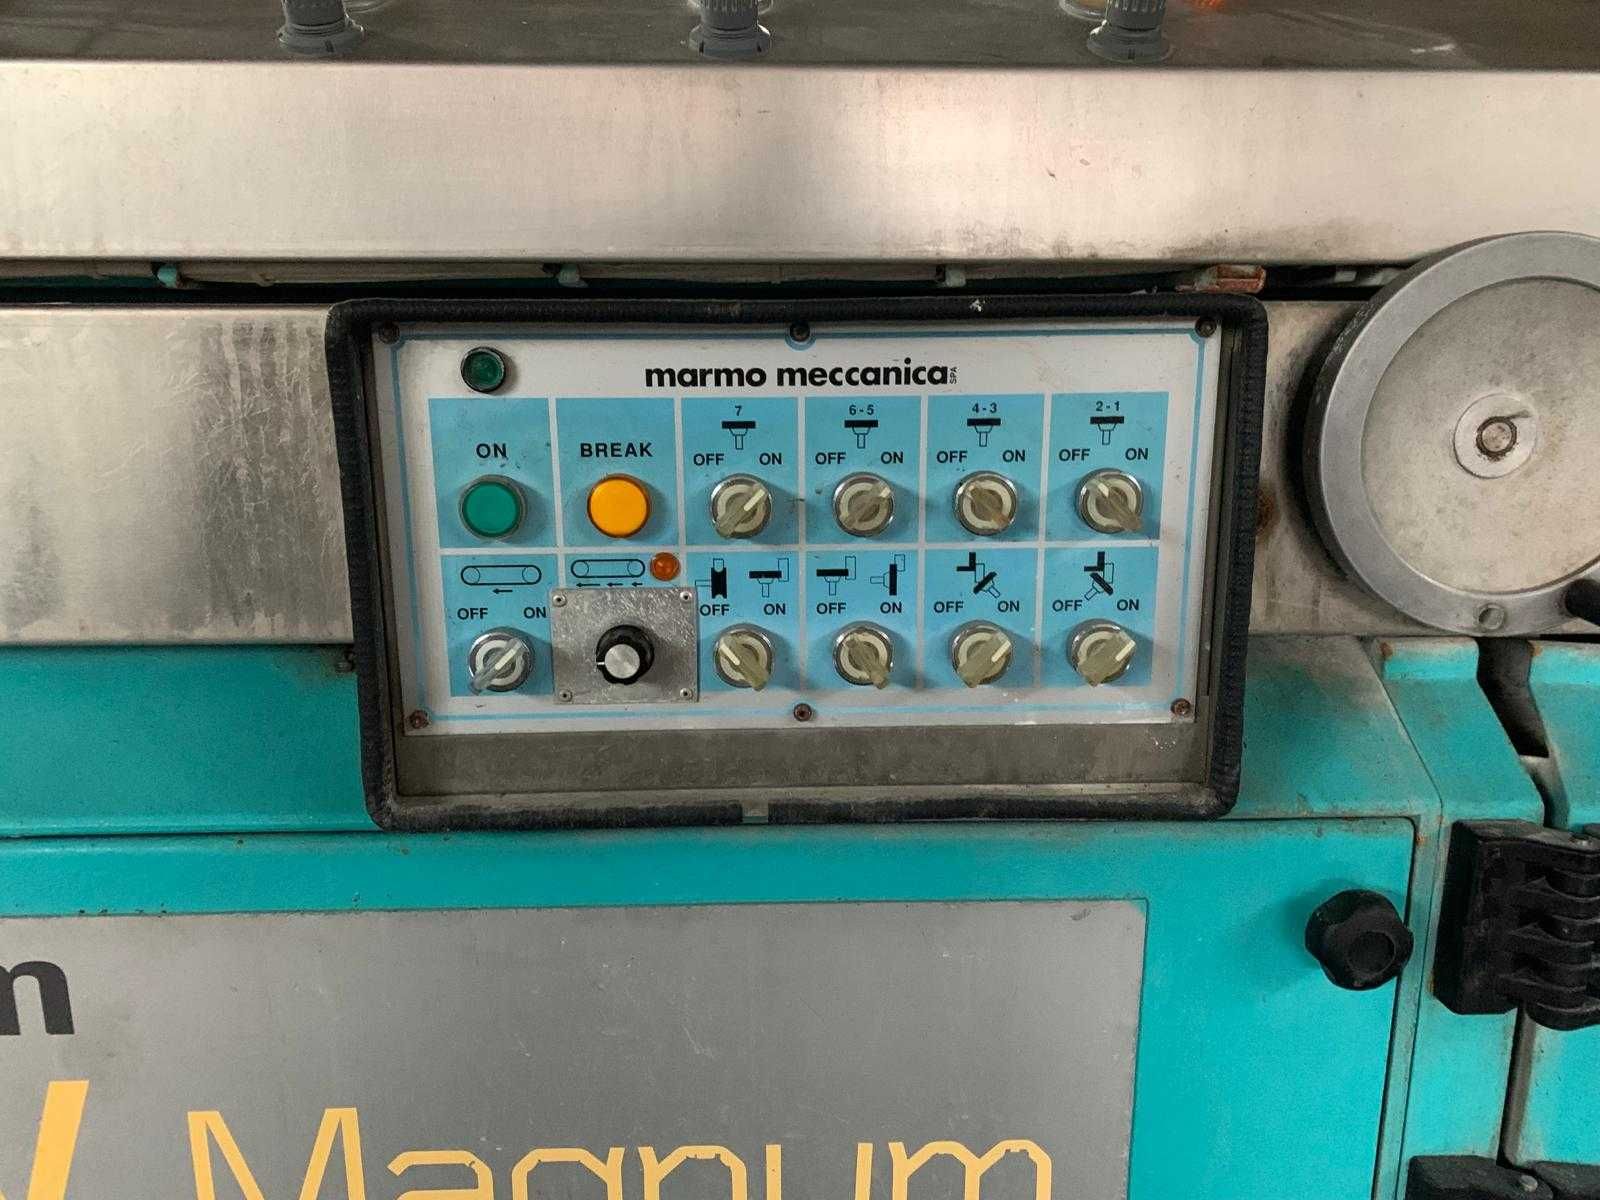 marmo meccanica SPA
ON
BREAK
7
OFF ON
6-5
OFF ON
4-3
OFF ON
2-1
OFF ON
OFF ON
OFF ON
OFF ON
OFF ON
OFF ON
m
Magnum